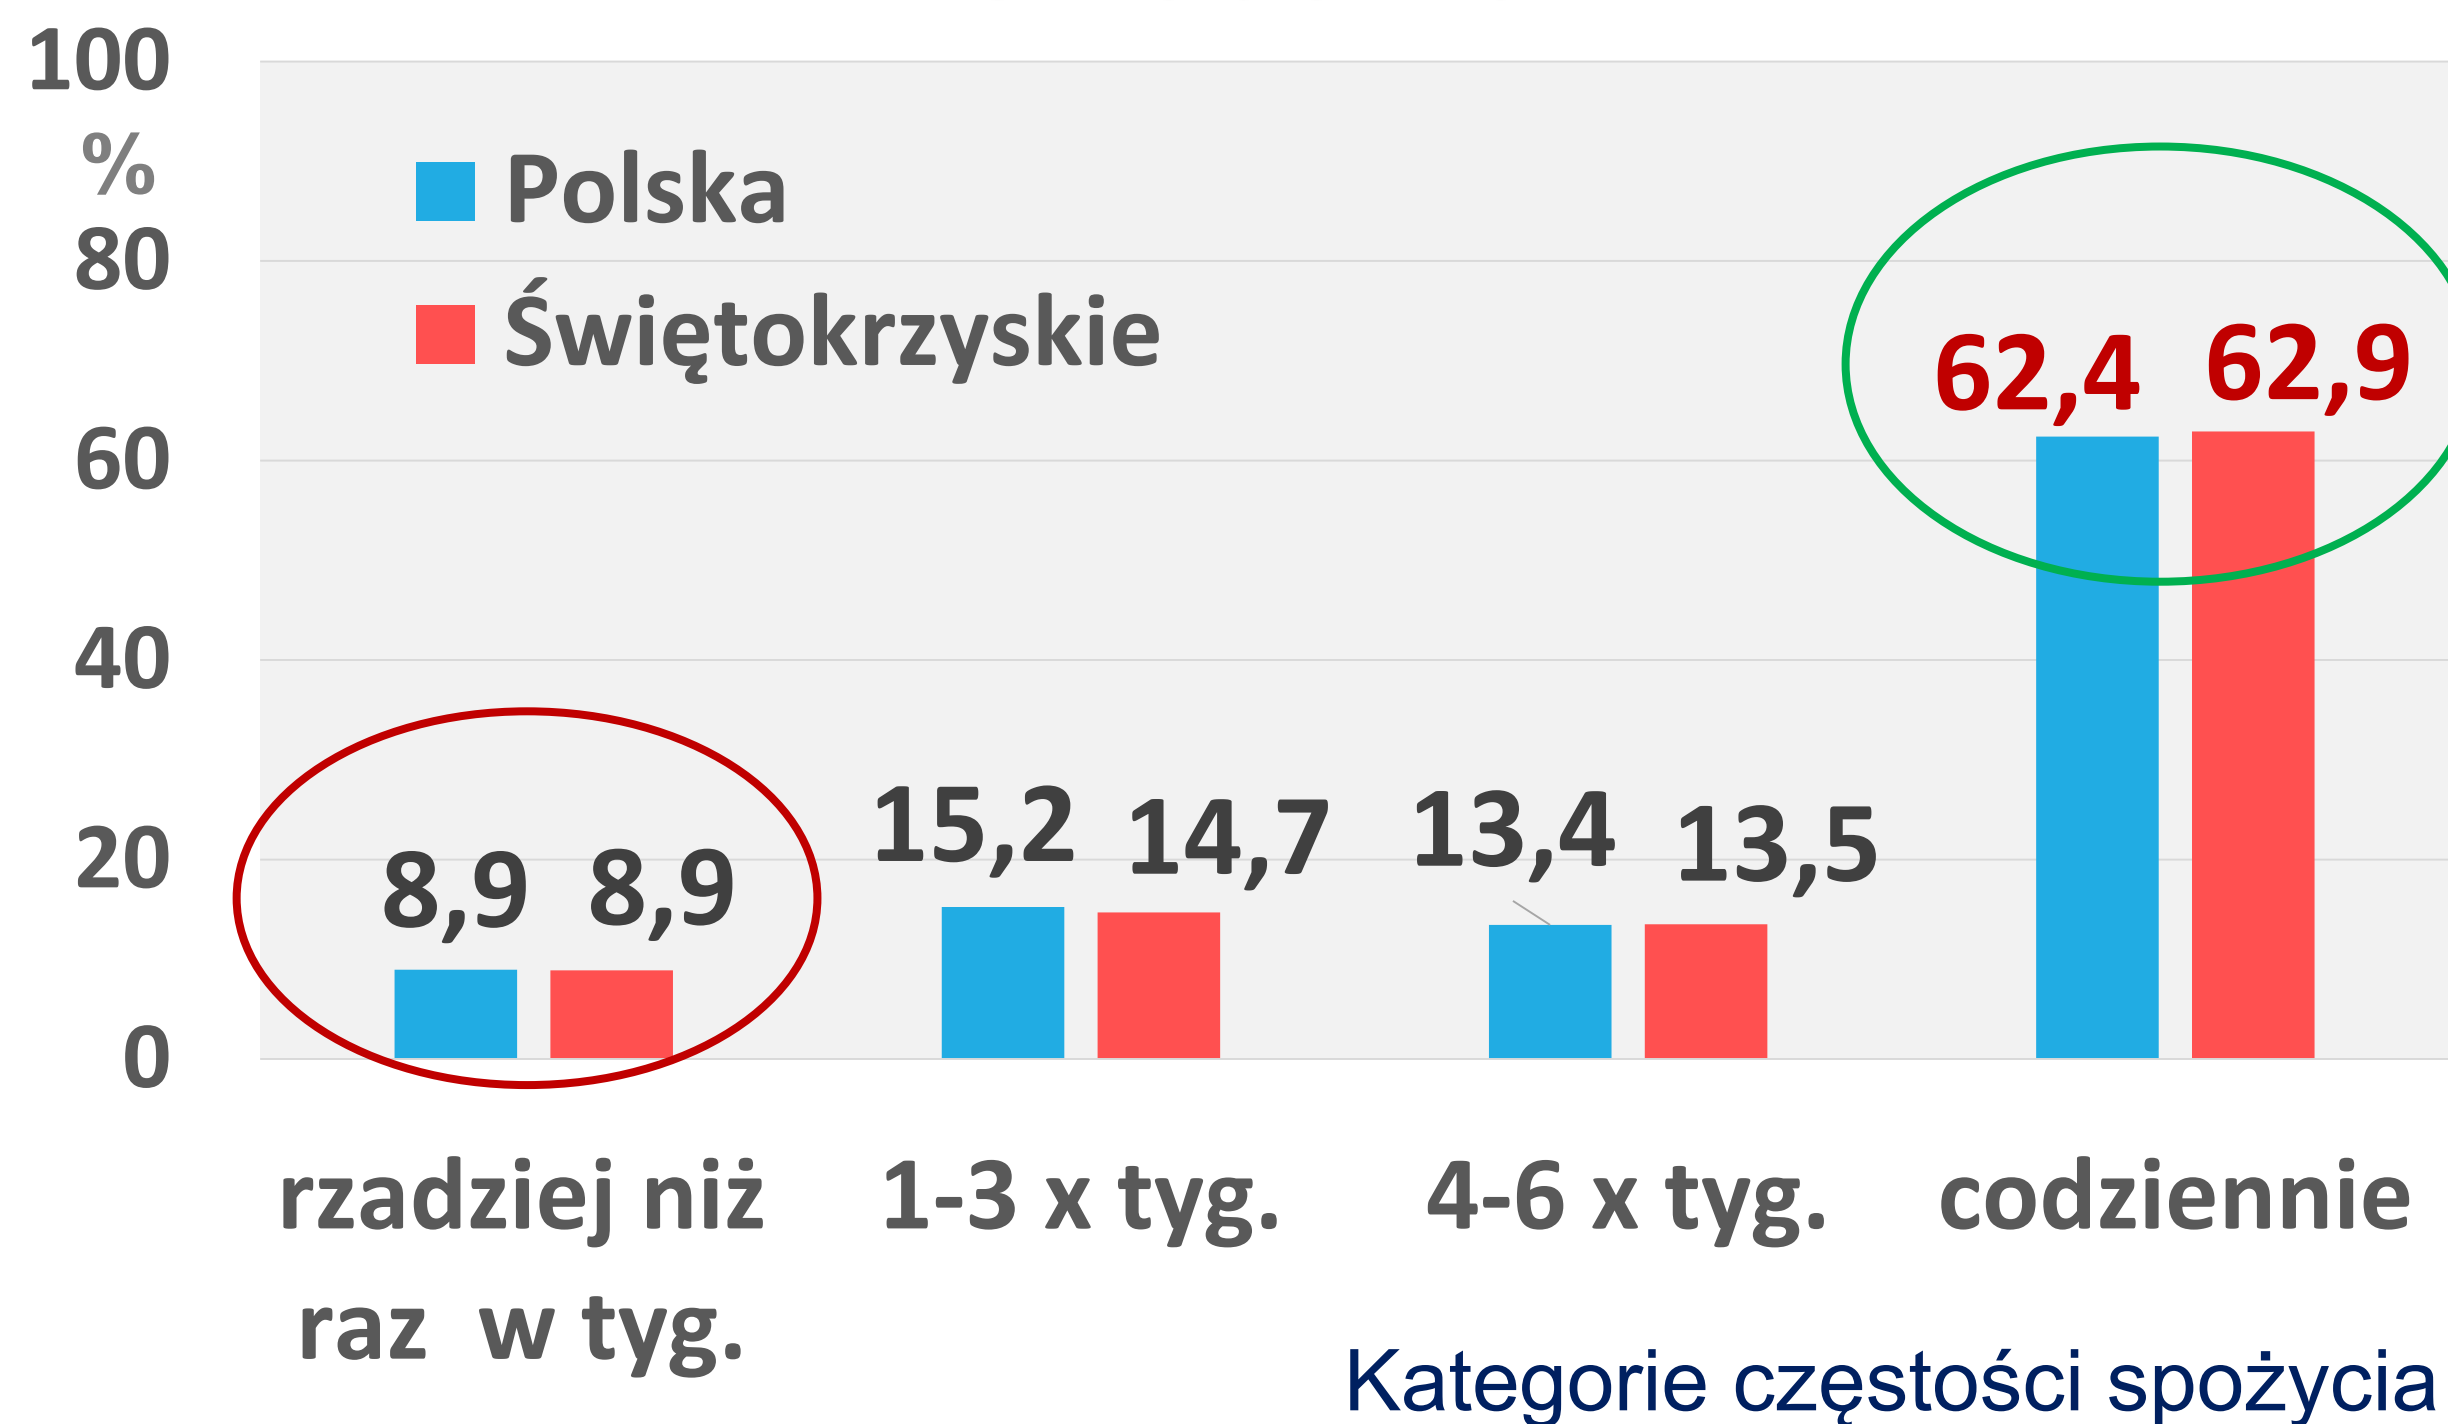 100
%
80
60
40
20
0
Polska
Świętokrzyskie
8,9 8,9
15,2 14,7
13,4 13,5
62,4 62,9
rzadziej niż
raz w tyg.
1-3 x tyg.
4-6 x tyg.
codziennie
Kategorie częstości spożycia